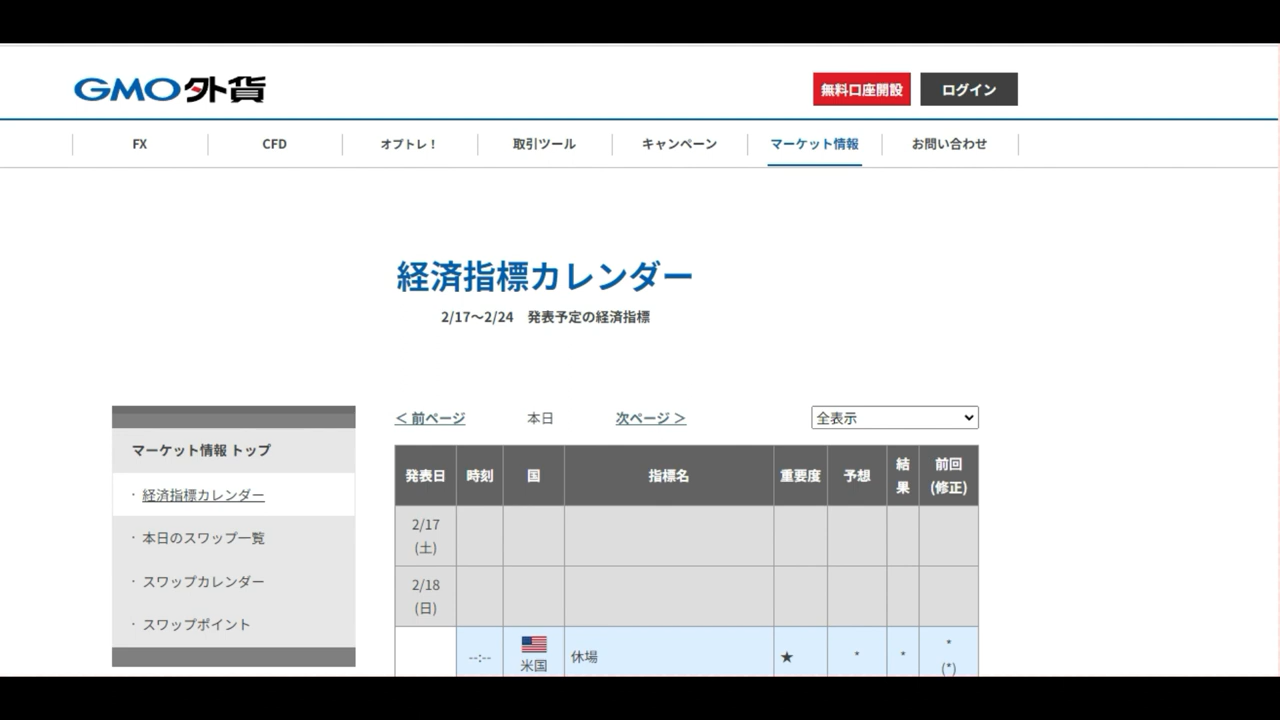 GMO外貨
無料口座開設 ログイン
FX CFD オプトレ！ 取引ツール キャンペーン マーケット情報 お問い合わせ
経済指標カレンダー
2/17～2/24 発表予定の経済指標
マーケット情報 トップ
・経済指標カレンダー
・本日のスワップ一覧
・スワップカレンダー
・スワップポイント
＜ 前ページ 本日 次ページ ＞ 全表示
発表日 時刻 国 指標名 重要度 予想 結果 前回(修正)
2/17
(土)
2/18
(日)
--:-- 米国 休場 ★ * * *
(*)